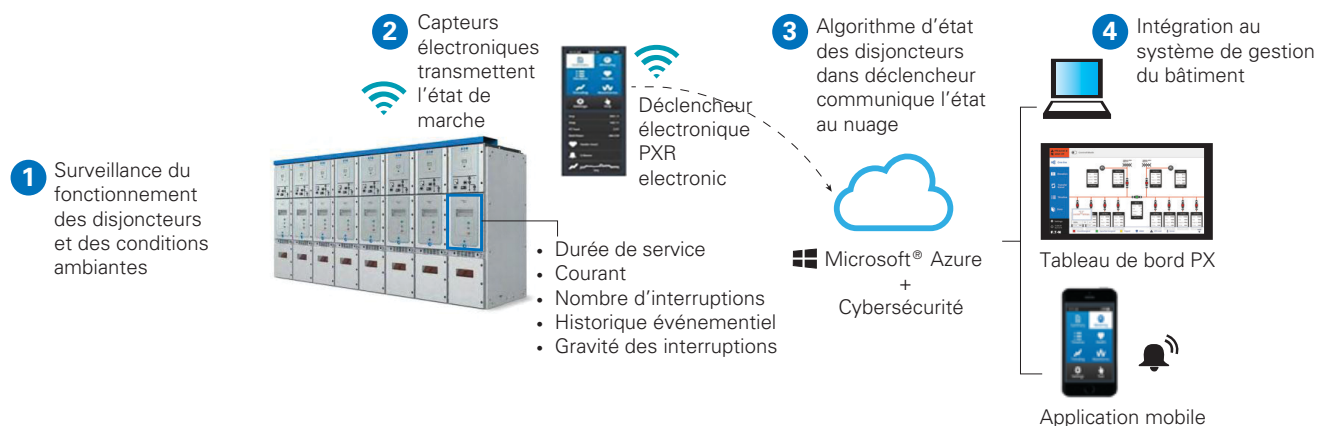 1
Surveillance du
fonctionnement
des disjoncteurs
et des conditions
ambiantes
2
Capteurs
électroniques
transmettent
l'état de
marche
Déclencheur
électronique
PXR
electronic
• Durée de service
• Courant
• Nombre d'interruptions
• Historique événementiel
• Gravité des interruptions
3
Algorithme d'état
des disjoncteurs
dans déclencheur
communique l'état
au nuage
Microsoft® Azure
+
Cybersécurité
4
Intégration au
système de gestion
du bâtiment
Tableau de bord PX
Application mobile